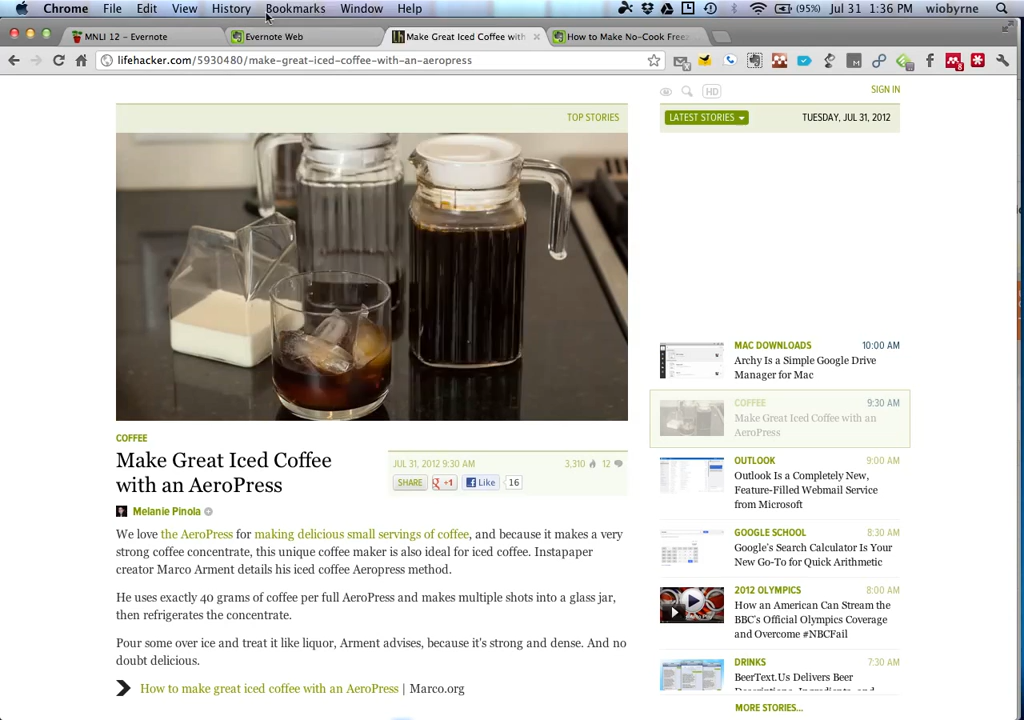 Chrome File Edit View History Bookmarks Window Help (95%) Jul 31 1:36 PM wiobyrne
MNLI 12 – Evernote
Evernote Web
Make Great Iced Coffee with
How to Make No-Cook Freez
lifehacker.com/5930480/make-great-iced-coffee-with-an-aeropress
HD
SIGN IN
TOP STORIES
LATEST STORIES
TUESDAY, JUL 31, 2012
COFFEE
Make Great Iced Coffee
with an AeroPress
JUL 31, 2012 9:30 AM
3,310 12
SHARE +1 Like 16
Melanie Pinola
We love the AeroPress for making delicious small servings of coffee, and because it makes a very
strong coffee concentrate, this unique coffee maker is also ideal for iced coffee. Instapaper
creator Marco Arment details his iced coffee Aeropress method.
He uses exactly 40 grams of coffee per full AeroPress and makes multiple shots into a glass jar,
then refrigerates the concentrate.
Pour some over ice and treat it like liquor, Arment advises, because it's strong and dense. And no
doubt delicious.
How to make great iced coffee with an AeroPress | Marco.org
MAC DOWNLOADS 10:00 AM
Archy Is a Simple Google Drive
Manager for Mac
COFFEE 9:30 AM
Make Great Iced Coffee with an
AeroPress
OUTLOOK 9:00 AM
Outlook Is a Completely New,
Feature-Filled Webmail Service
from Microsoft
GOOGLE SCHOOL 8:30 AM
Google's Search Calculator Is Your
New Go-To for Quick Arithmetic
2012 OLYMPICS 8:00 AM
How an American Can Stream the
BBC's Official Olympics Coverage
and Overcome #NBCFail
DRINKS 7:30 AM
BeerText.Us Delivers Beer
MORE STORIES...